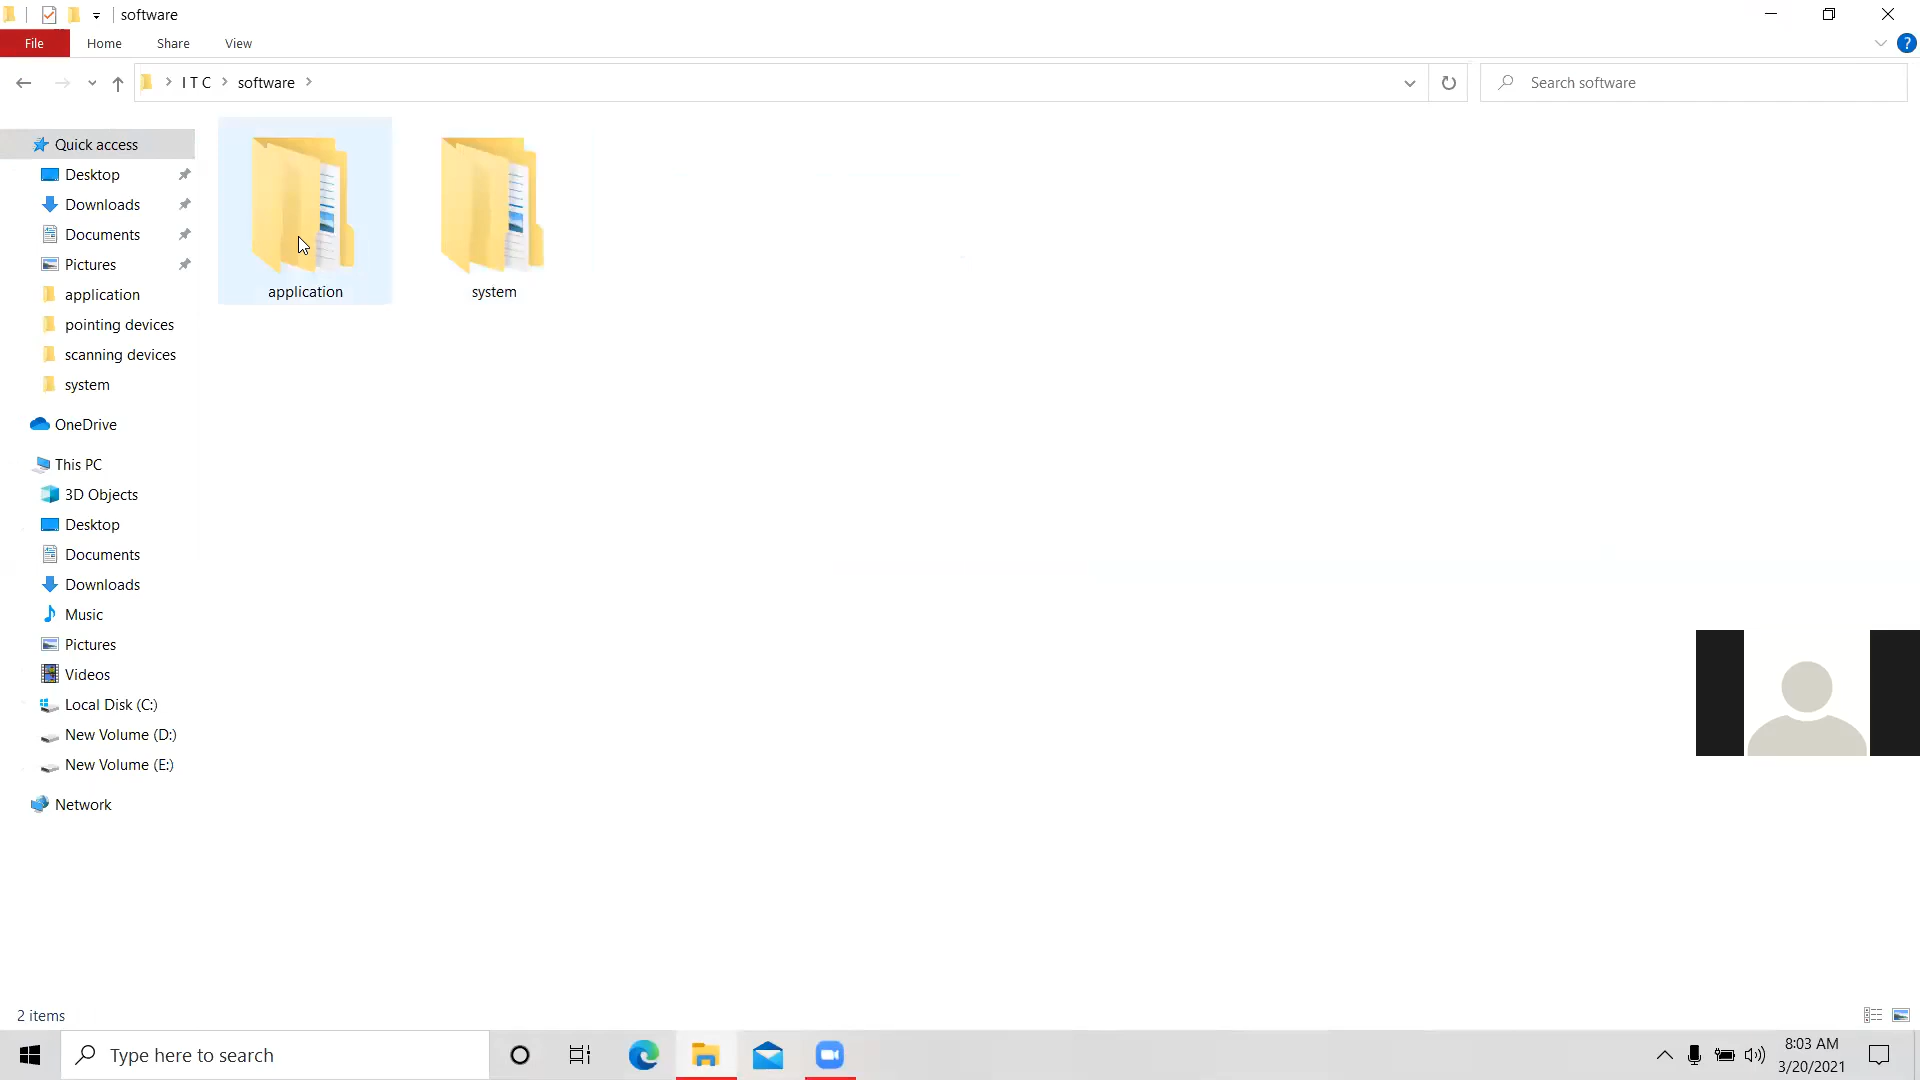 software
File
Home
Share
View
?
I T C
software
Search software
Quick access
Desktop
Downloads
Documents
Pictures
application
pointing devices
scanning devices
system
OneDrive
This PC
3D Objects
Desktop
Documents
Downloads
Music
Pictures
Videos
Local Disk (C:)
New Volume (D:)
New Volume (E:)
Network
application
system
2 items
Type here to search
8:03 AM
3/20/2021